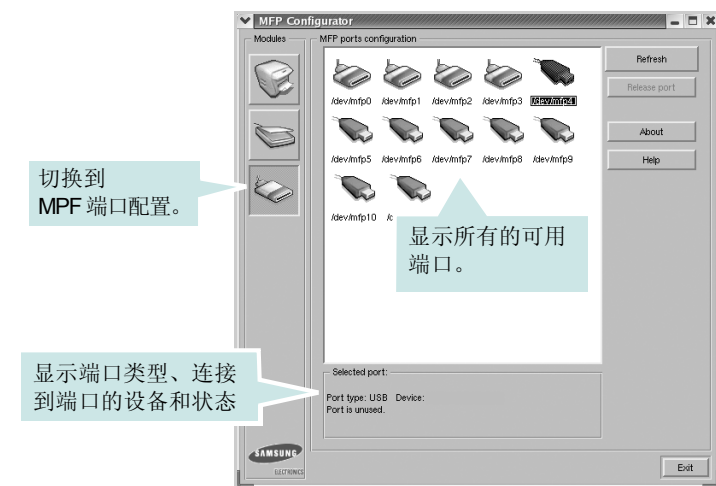 MFP Configurator
Modules
MFP ports configuration
/dev/mfp0 /dev/mfp1 /dev/mfp2 /dev/mfp3 /dev/mfp4
/dev/mfp5 /dev/mfp6 /dev/mfp7 /dev/mfp8 /dev/mfp9
/dev/mfp10
Refresh
Release port
About
Help
切换到
MPF 端口配置。
显示所有的可用
端口。
显示端口类型、连接
到端口的设备和状态
Selected port:
Port type: USB Device:
Port is unused.
SAMSUNG
ELECTRONICS
Exit